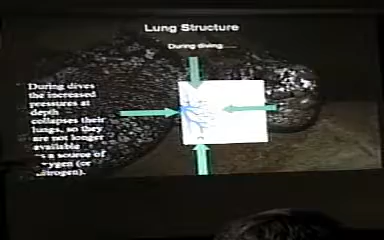 Lung Structure
During diving.....
During dives
the increased
pressures at
depth
collapses their
lungs, so they
are not longer
available
as a source of
oxygen (or
nitrogen).